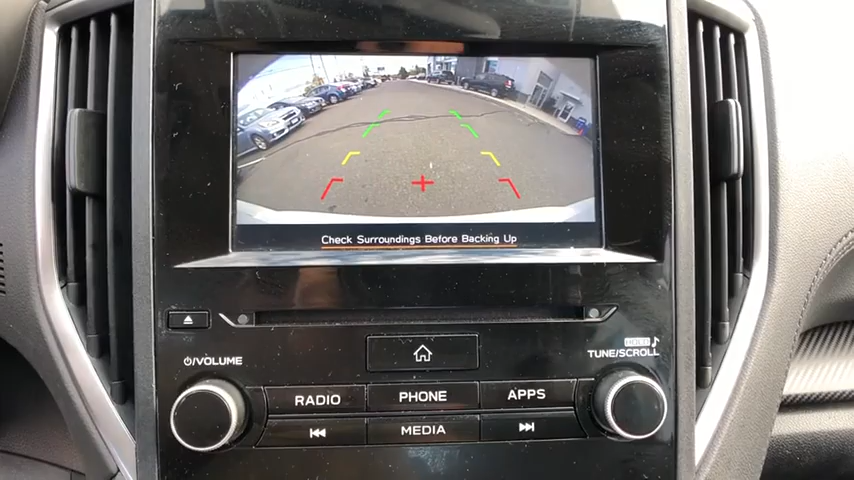 Check Surroundings Before Backing Up
VOLUME
TUNE/SCROLL
RADIO
PHONE
APPS
MEDIA